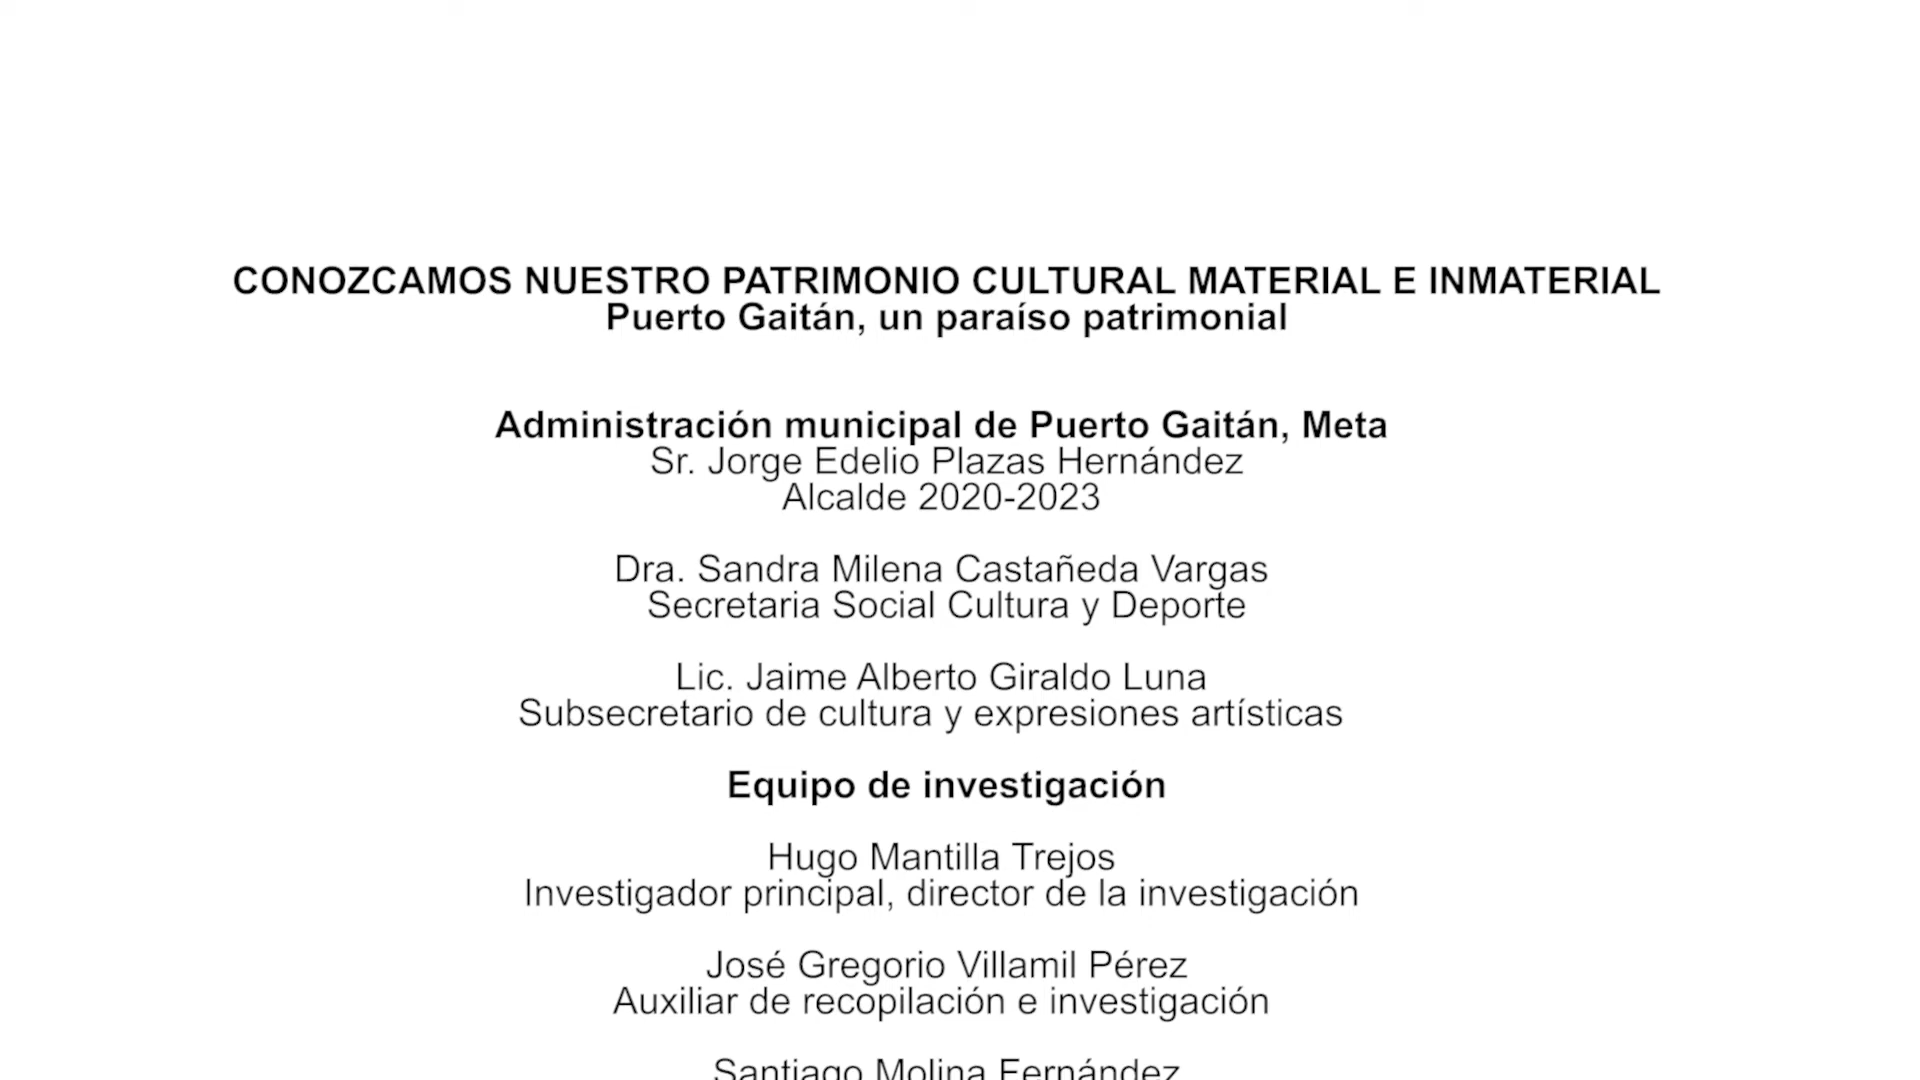 CONOZCAMOS NUESTRO PATRIMONIO CULTURAL MATERIAL E INMATERIAL
Puerto Gaitán, un paraíso patrimonial
Administración municipal de Puerto Gaitán, Meta
Sr. Jorge Edelio Plazas Hernández
Alcalde 2020-2023
Dra. Sandra Milena Castañeda Vargas
Secretaria Social Cultura y Deporte
Lic. Jaime Alberto Giraldo Luna
Subsecretario de cultura y expresiones artísticas
Equipo de investigación
Hugo Mantilla Trejos
Investigador principal, director de la investigación
José Gregorio Villamil Pérez
Auxiliar de recopilación e investigación
Santiago Molina Fernández